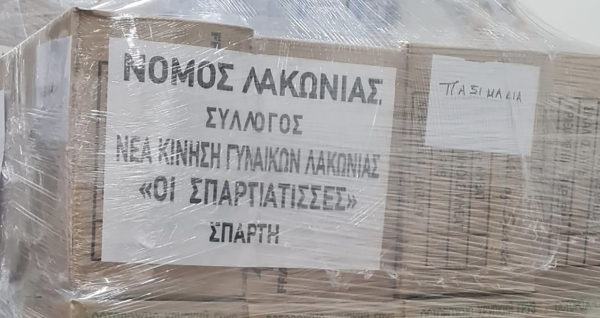 ΝΟΜΟΣ ΛΑΚΩΝΙΑΣ
ΣΥΛΛΟΓΟΣ
ΝΕΑ ΚΙΝΗΣΗ ΓΥΝΑΙΚΩΝ ΛΑΚΩΝΙΑΣ
«ΟΙ ΣΠΑΡΤΙΑΤΙΣΣΕΣ»
ΣΠΑΡΤΗ
ΠΑΞΙΜΑΔΙΑ